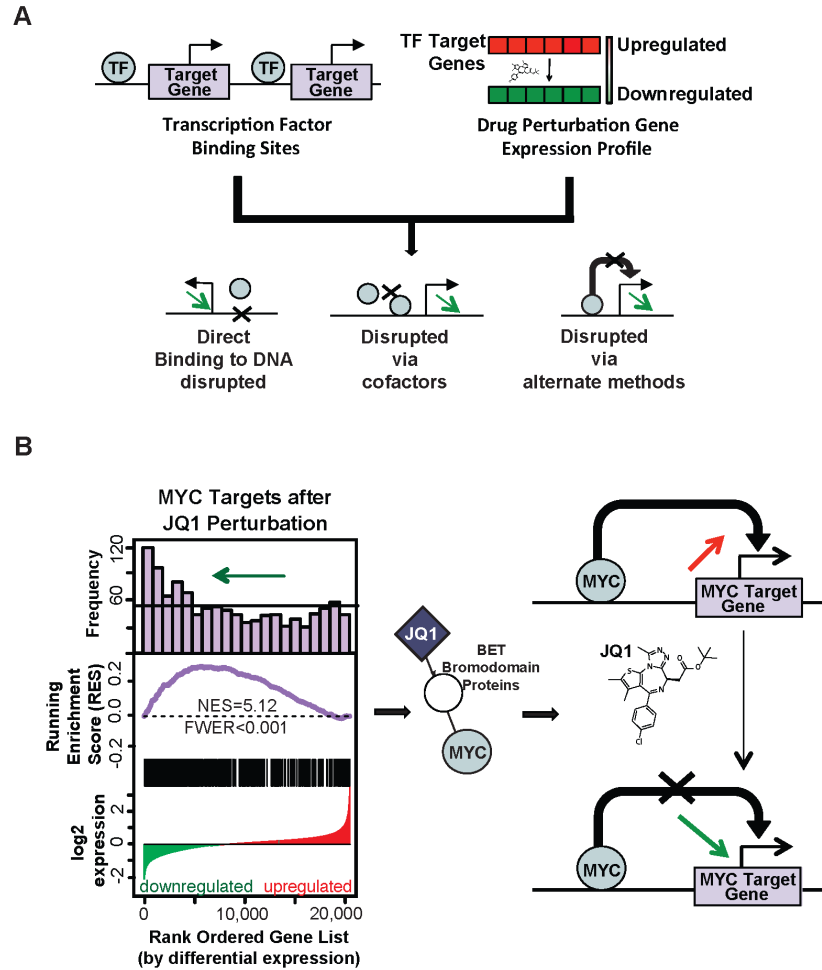 A
TF
Target
Gene
TF
Target
Gene
Transcription Factor
Binding Sites
TF Target
Genes
Upregulated
Downregulated
Drug Perturbation Gene
Expression Profile
Direct
Binding to DNA
disrupted
Disrupted
via
cofactors
Disrupted
via
alternate methods
B
MYC Targets after
JQ1 Perturbation
Frequency
120
60
Running
Enrichment
Score (RES)
0.2
0.0
-0.2
NES=5.12
FWER<0.001
log2
expression
2
0
-2
downregulated
upregulated
0
10,000
20,000
Rank Ordered Gene List
(by differential expression)
JQ1
BET
Bromodomain
Proteins
MYC
MYC
MYC Target
Gene
JQ1
H
N
N
N
S
N
O
O
Cl
MYC
MYC Target
Gene